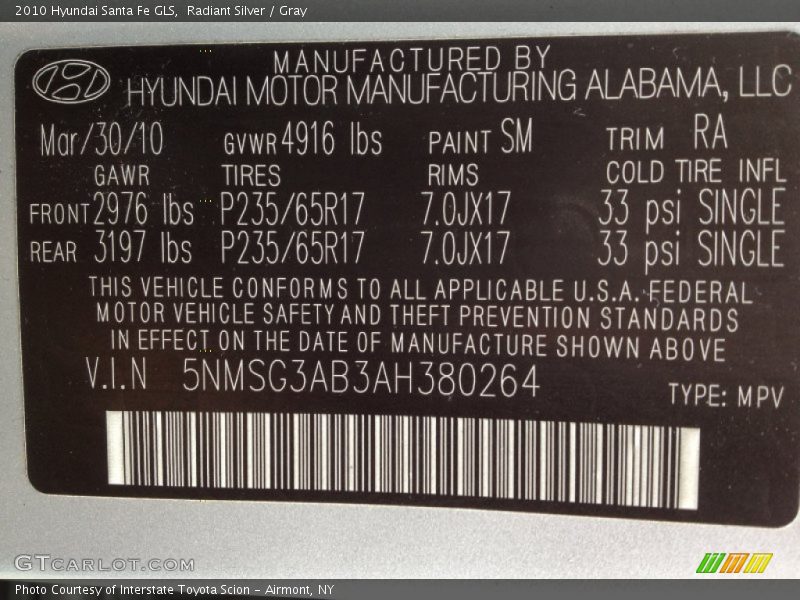 2010 Hyundai Santa Fe GLS,  Radiant Silver / Gray
MANUFACTURED BY
HYUNDAI MOTOR MANUFACTURING ALABAMA, LLC
Mar/30/10 GVWR 4916 lbs PAINT SM TRIM RA
GAWR TIRES RIMS COLD TIRE INFL
FRONT 2976 lbs P235/65R17 7.0JX17 33 psi SINGLE
REAR 3197 lbs P235/65R17 7.0JX17 33 psi SINGLE
THIS VEHICLE CONFORMS TO ALL APPLICABLE U.S.A. FEDERAL
MOTOR VEHICLE SAFETY AND THEFT PREVENTION STANDARDS
IN EFFECT ON THE DATE OF MANUFACTURE SHOWN ABOVE
V.I.N 5NMSG3AB3AH380264
TYPE: MPV
GTCARLOT.COM
Photo Courtesy of Interstate Toyota Scion - Airmont, NY